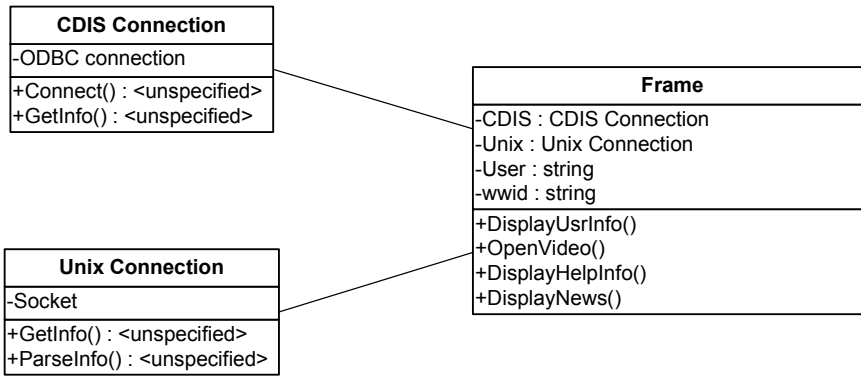 CDIS Connection
-ODBC connection
+Connect() : <unspecified>
+GetInfo() : <unspecified>
Frame
-CDIS : CDIS Connection
-Unix : Unix Connection
-User : string
-wwid : string
+DisplayUsrInfo()
+OpenVideo()
+DisplayHelpInfo()
+DisplayNews()
Unix Connection
-Socket
+GetInfo() : <unspecified>
+ParseInfo() : <unspecified>